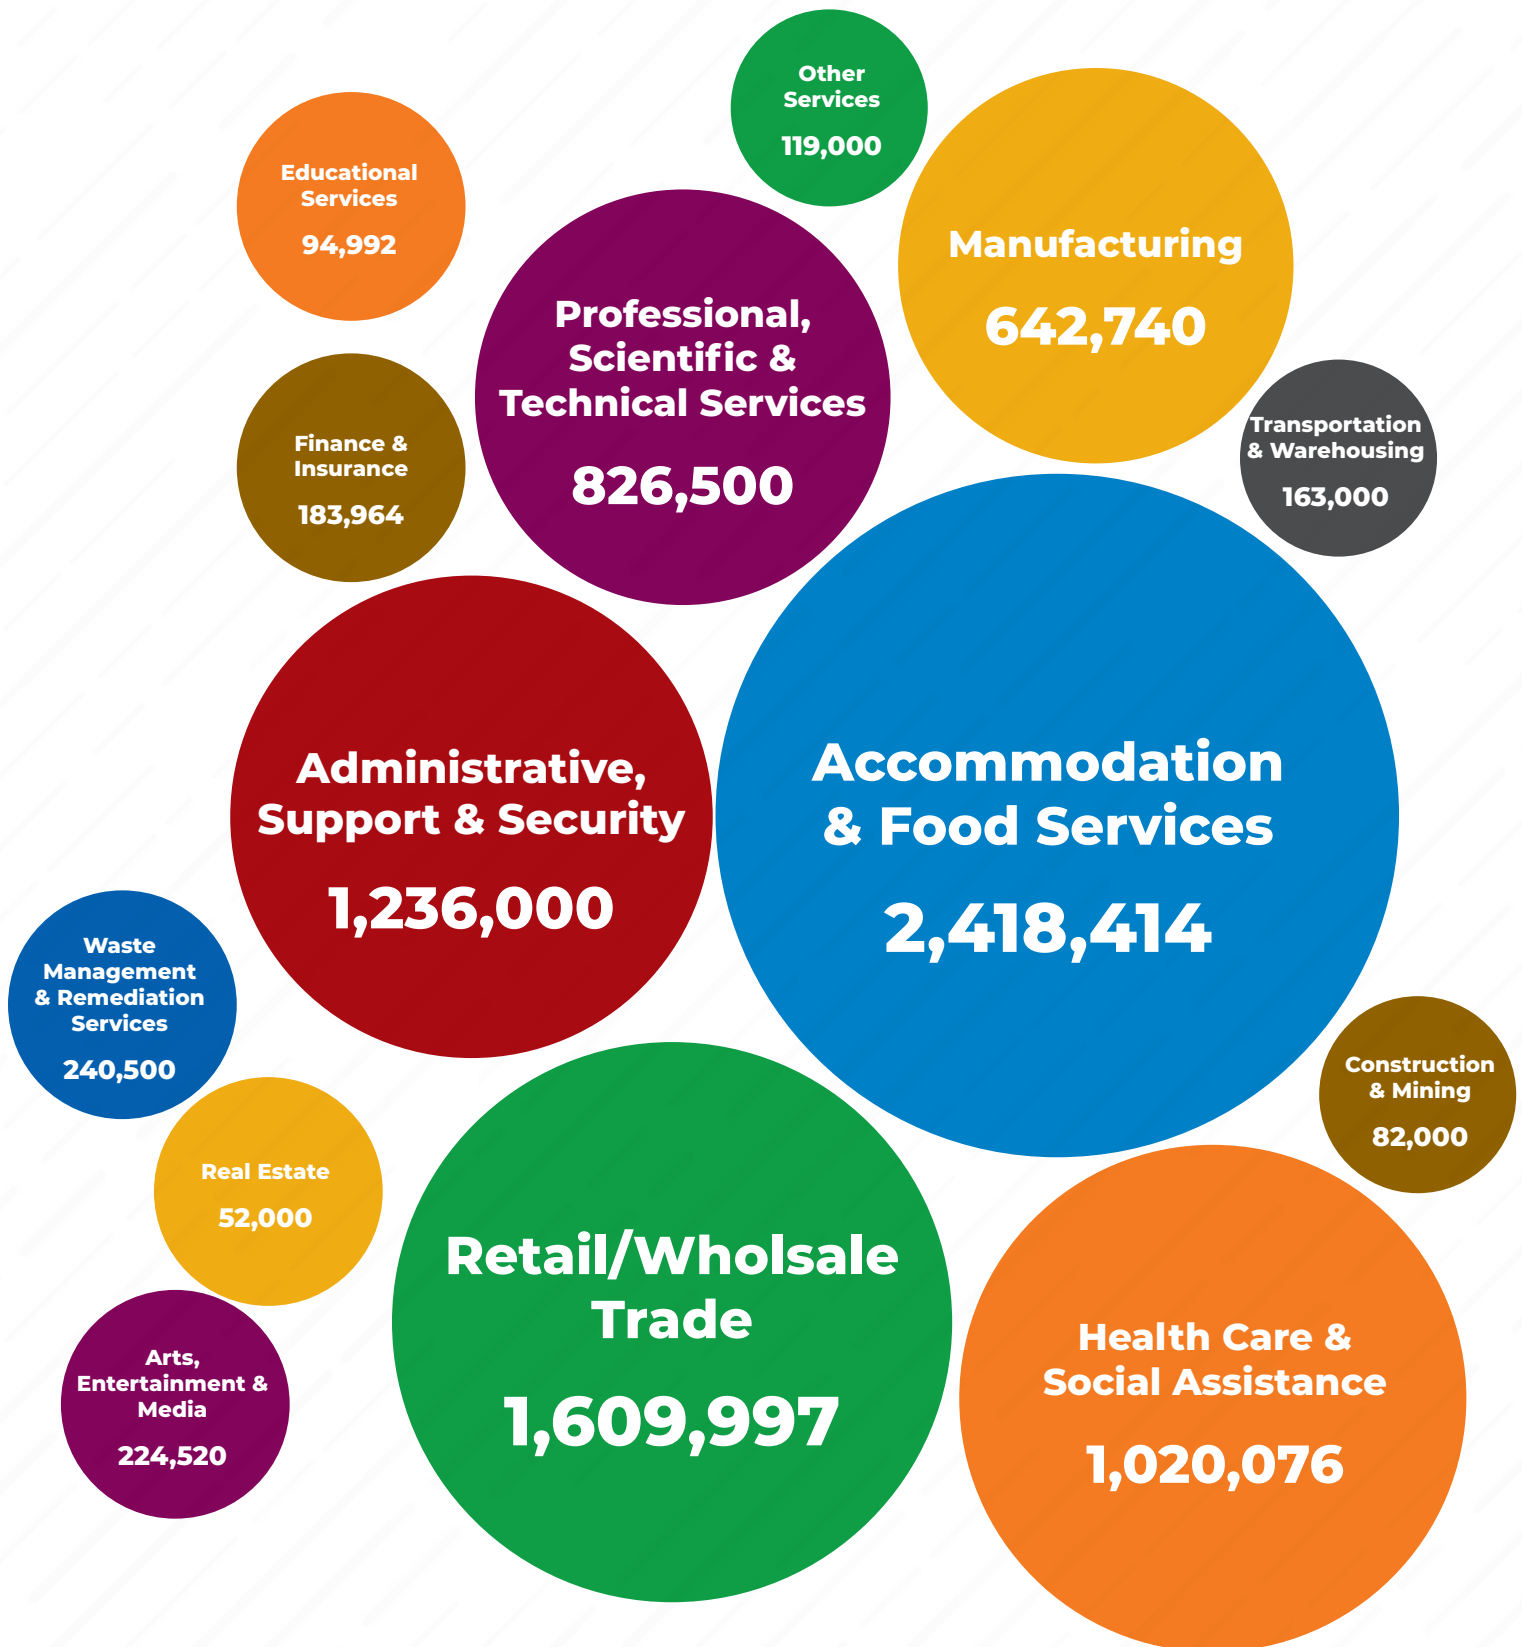 Other
Services
119,000
Educational
Services
94,992
Manufacturing
642,740
Professional,
Scientific &
Technical Services
826,500
Finance &
Insurance
183,964
Transportation
& Warehousing
163,000
Administrative,
Support & Security
1,236,000
Accommodation
& Food Services
2,418,414
Waste
Management
& Remediation
Services
240,500
Construction
& Mining
82,000
Real Estate
52,000
Retail/Wholsale
Trade
1,609,997
Health Care &
Social Assistance
1,020,076
Arts,
Entertainment &
Media
224,520